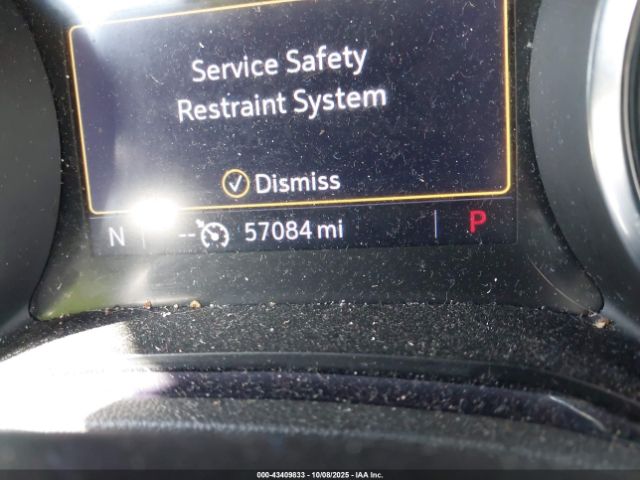 Service Safety
Restraint System
Dismiss
N -- 57084 mi P
000-43409833 - 10/08/2025 - IAA Inc.